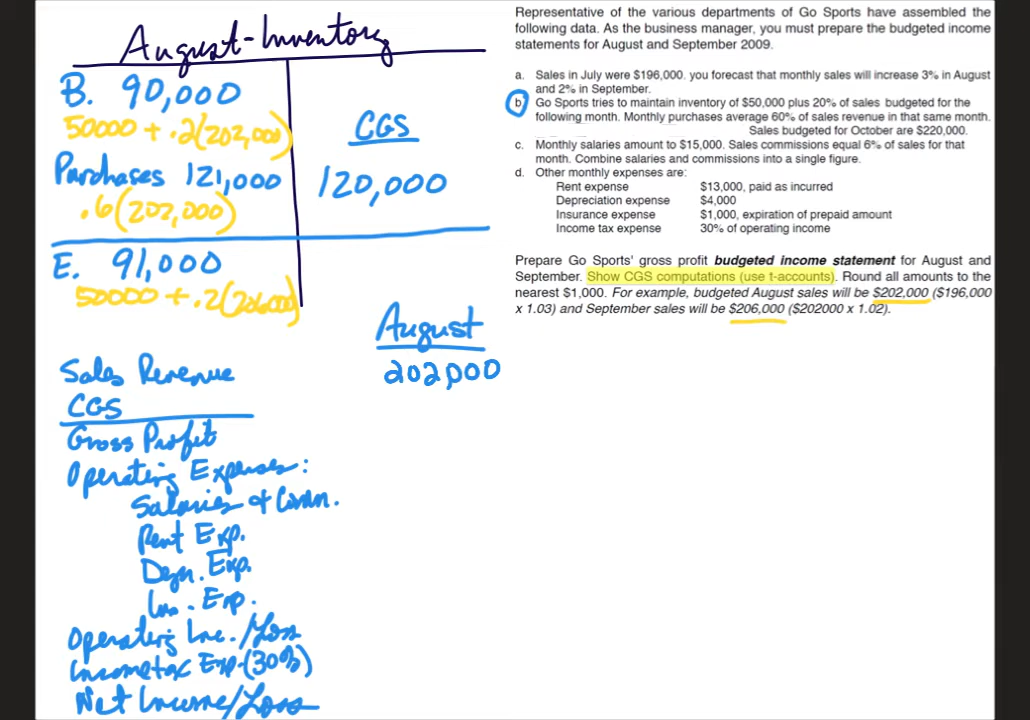 August-Inventory
B. 90,000
50000 + .2(202,000)
CGS
Purchases 121,000
120,000
.6(202,000)
E. 91,000
50000 + .2(206000)
August
Sales Revenue
202,000
CGS
Gross Profit
Operating Expenses:
Salaries & Comm.
Rent Exp.
Depn. Exp.
Ins. Exp.
Operating Inc./Loss
Income tax Exp. (30%)
Net Income/Loss
Representative of the various departments of Go Sports have assembled the
following data. As the business manager, you must prepare the budgeted income
statements for August and September 2009.
a. Sales in July were $196,000. you forecast that monthly sales will increase 3% in August
and 2% in September.
b. Go Sports tries to maintain inventory of $50,000 plus 20% of sales budgeted for the
following month. Monthly purchases average 60% of sales revenue in that same month.
Sales budgeted for October are $220,000.
c. Monthly salaries amount to $15,000. Sales commissions equal 6% of sales for that
month. Combine salaries and commissions into a single figure.
d. Other monthly expenses are:
Rent expense $13,000, paid as incurred
Depreciation expense $4,000
Insurance expense $1,000, expiration of prepaid amount
Income tax expense 30% of operating income
Prepare Go Sports' gross profit budgeted income statement for August and
September. Show CGS computations (use t-accounts). Round all amounts to the
nearest $1,000. For example, budgeted August sales will be $202,000 ($196,000
x 1.03) and September sales will be $206,000 ($202000 x 1.02).